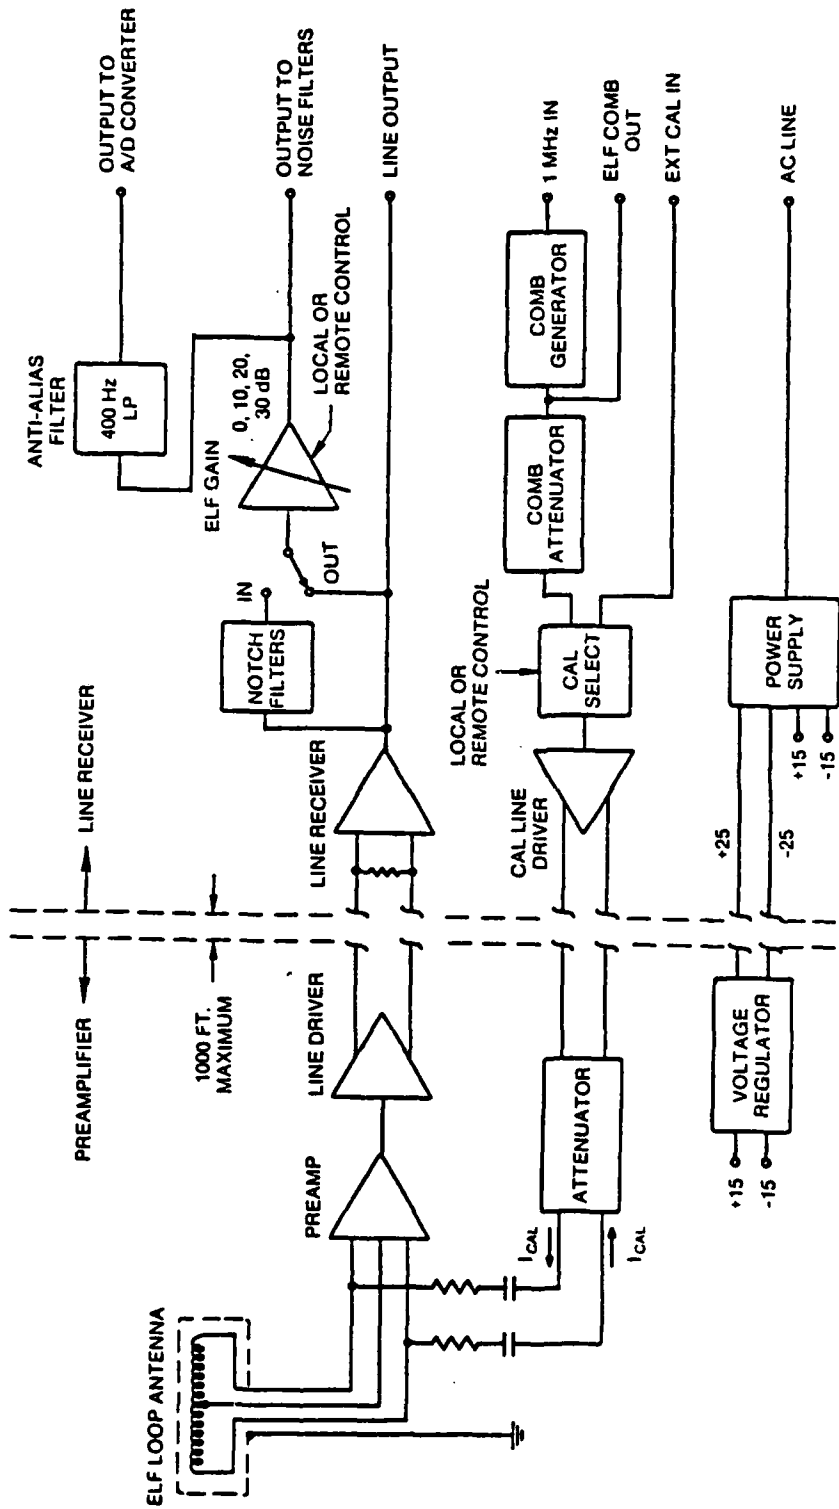 PREAMPLIFIER
LINE RECEIVER
1000 FT.
MAXIMUM
ELF LOOP ANTENNA
PREAMP
LINE DRIVER
LINE RECEIVER
NOTCH
FILTERS
IN
OUT
ELF GAIN
0, 10, 20,
30 dB
LOCAL OR
REMOTE CONTROL
ANTI-ALIAS
FILTER
400 Hz
LP
OUTPUT TO
A/D CONVERTER
OUTPUT TO
NOISE FILTERS
LINE OUTPUT
ICAL
ICAL
ATTENUATOR
CAL LINE
DRIVER
LOCAL OR
REMOTE CONTROL
CAL
SELECT
COMB
ATTENUATOR
COMB
GENERATOR
1 MHz IN
ELF COMB
OUT
EXT CAL IN
+15
-15
VOLTAGE
REGULATOR
+25
-25
POWER
SUPPLY
+15
-15
AC LINE